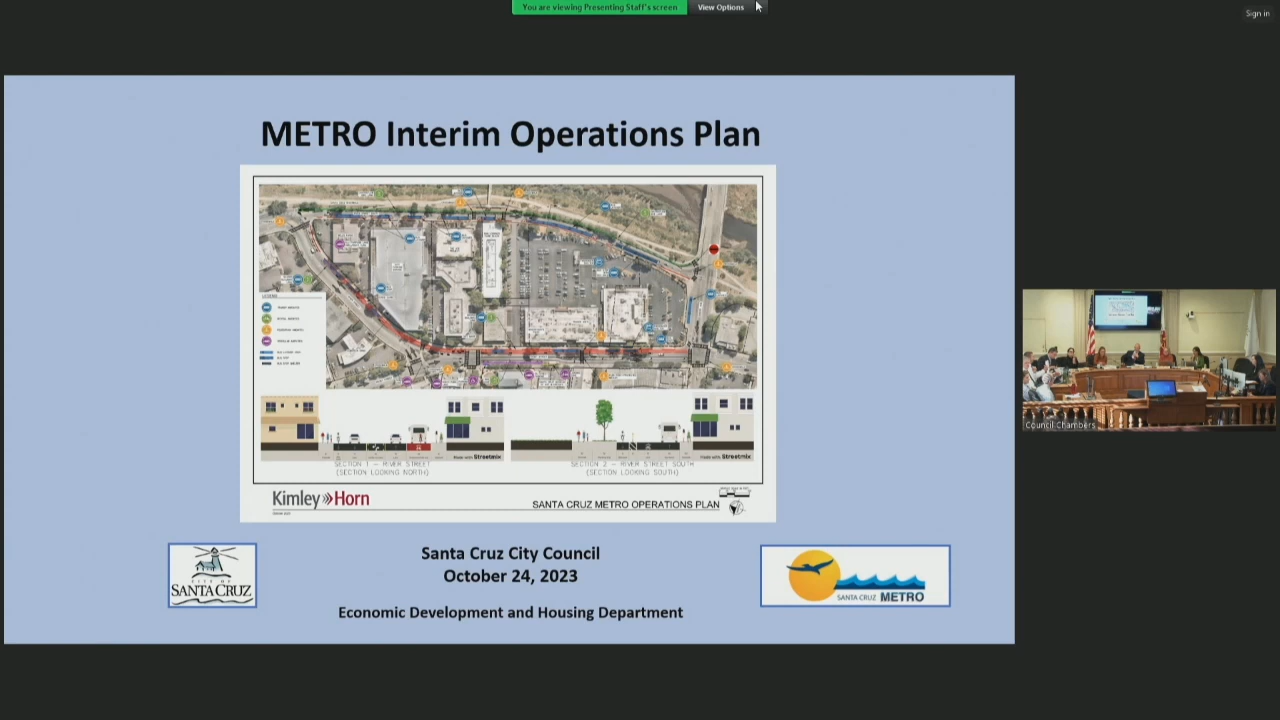 You are viewing Presenting Staff's screen
View Options
Sign in
METRO Interim Operations Plan
LEGEND
SECTION 1 – RIVER STREET
(SECTION LOOKING NORTH)
Made with Streetmix
SECTION 2 – RIVER STREET SOUTH
(SECTION LOOKING SOUTH)
Made with Streetmix
Kimley»Horn
SANTA CRUZ METRO OPERATIONS PLAN
CITY OF
SANTA CRUZ
Santa Cruz City Council
October 24, 2023
Economic Development and Housing Department
SANTA CRUZ METRO
Council Chambers